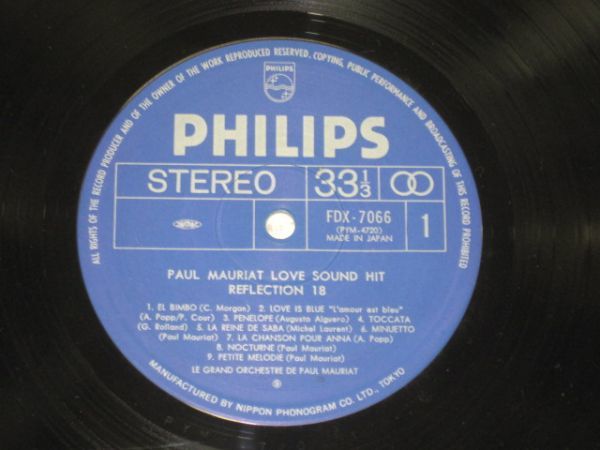 ALL RIGHTS OF THE RECORD PRODUCER AND OF THE OWNER OF THE WORK REPRODUCED RESERVED. COPYING, PUBLIC PERFORMANCE AND BROADCASTING OF THIS RECORD PROHIBITED
PHILIPS
PHILIPS
STEREO 33 1/3
FDX-7066
(PYM-4720)
MADE IN JAPAN
1
PAUL MAURIAT LOVE SOUND HIT
REFLECTION 18
1. EL BIMBO (C. Morgan) 2. LOVE IS BLUE "L'amour est bleu"
(A. Popp/P. Cour) 3. PENELOPE (Augusto Alguero) 4. TOCCATA
(G. Rolland) 5. LA REINE DE SABA (Michel Laurent) 6. MINUETTO
(Paul Mauriat) 7. LA CHANSON POUR ANNA (A. Popp)
8. NOCTURNE (Paul Mauriat)
9. PETITE MELODIE (Paul Mauriat)
LE GRAND ORCHESTRE DE PAUL MAURIAT
MANUFACTURED BY NIPPON PHONOGRAM CO. LTD., TOKYO